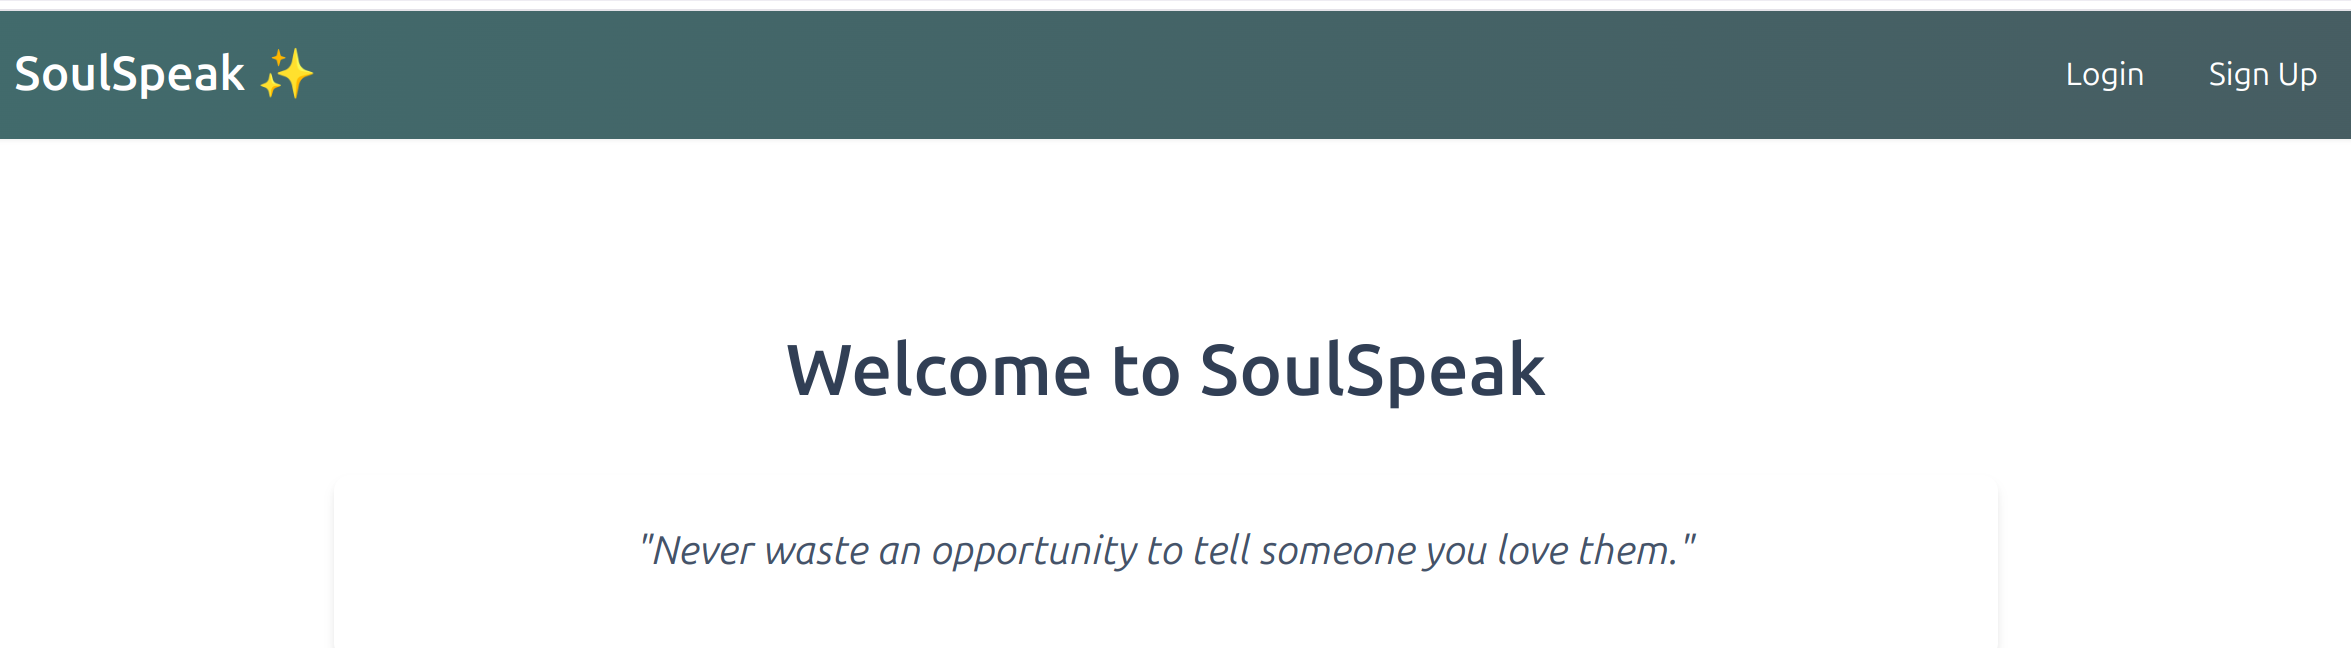 SoulSpeak ✨
Login
Sign Up
Welcome to SoulSpeak
"Never waste an opportunity to tell someone you love them."